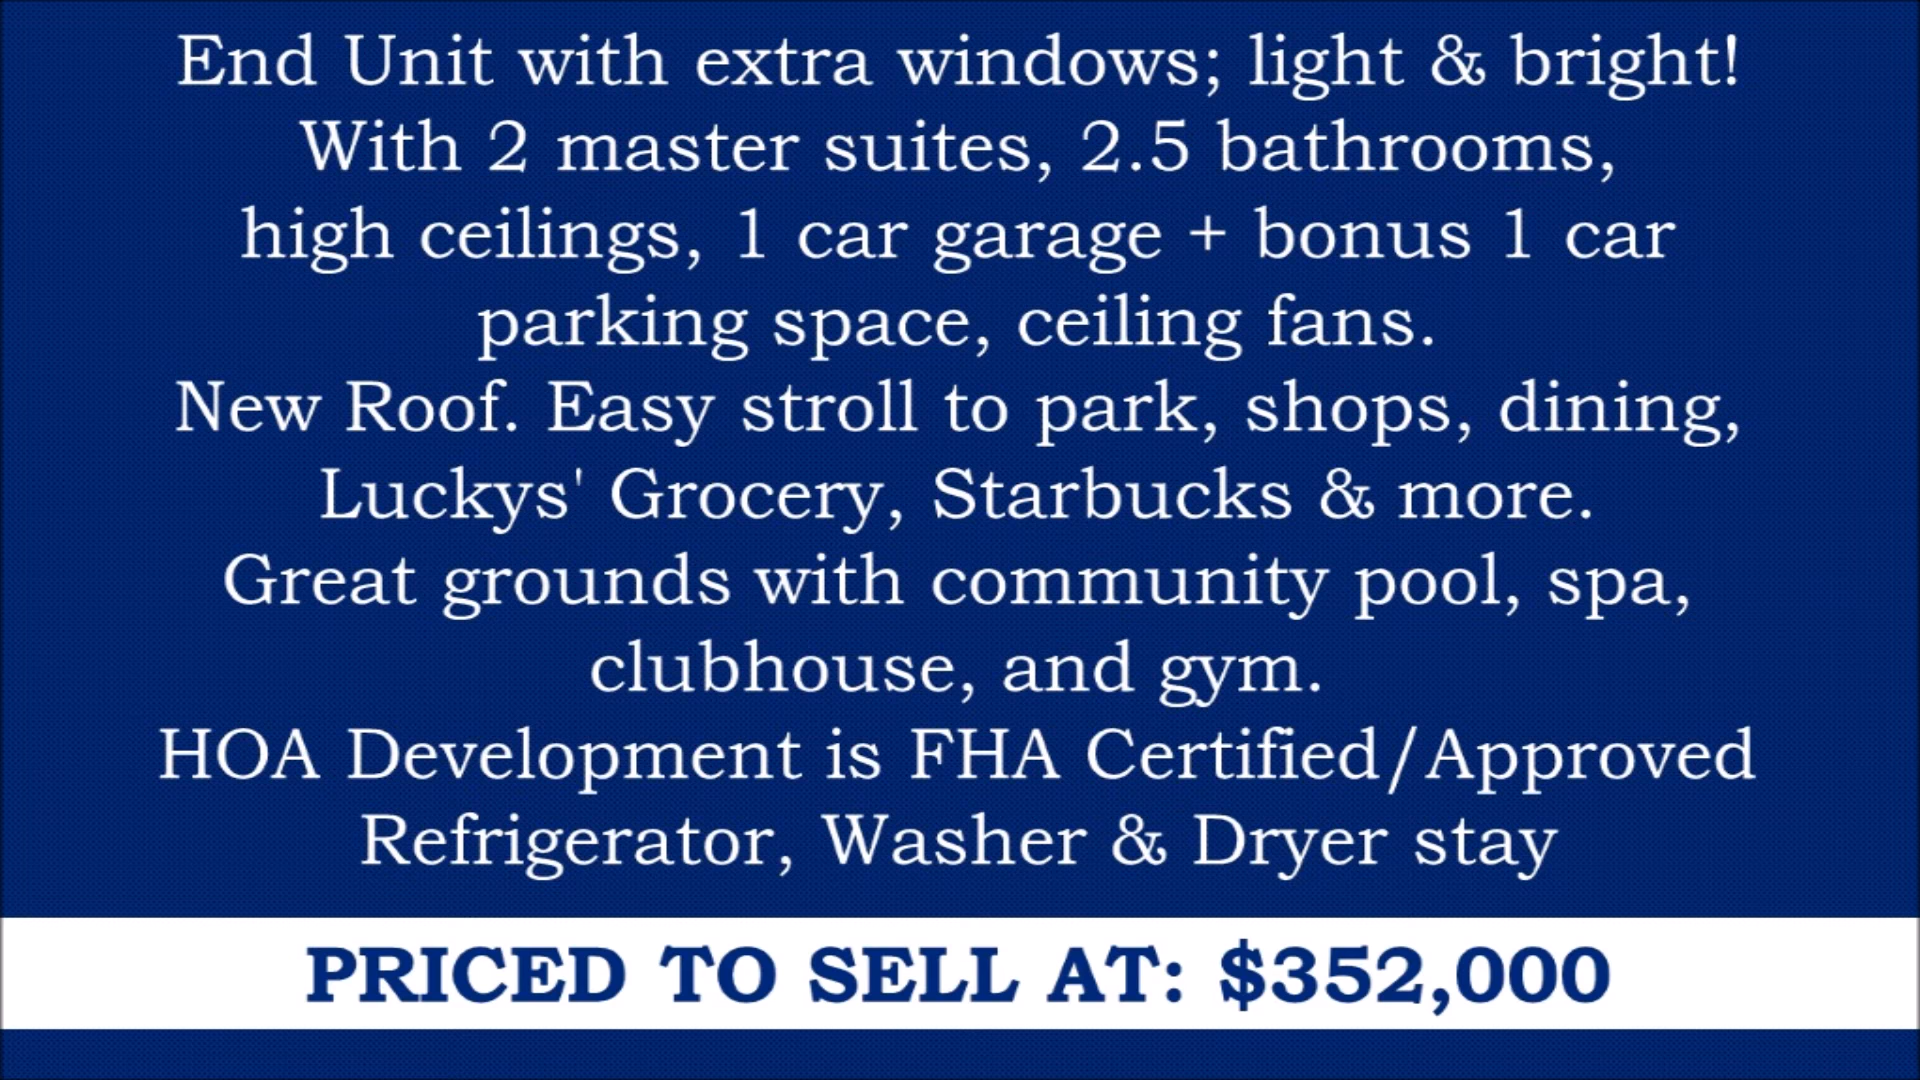 End Unit with extra windows; light & bright!
With 2 master suites, 2.5 bathrooms,
high ceilings, 1 car garage + bonus 1 car
parking space, ceiling fans.
New Roof. Easy stroll to park, shops, dining,
Luckys' Grocery, Starbucks & more.
Great grounds with community pool, spa,
clubhouse, and gym.
HOA Development is FHA Certified/Approved
Refrigerator, Washer & Dryer stay
PRICED TO SELL AT: $352,000